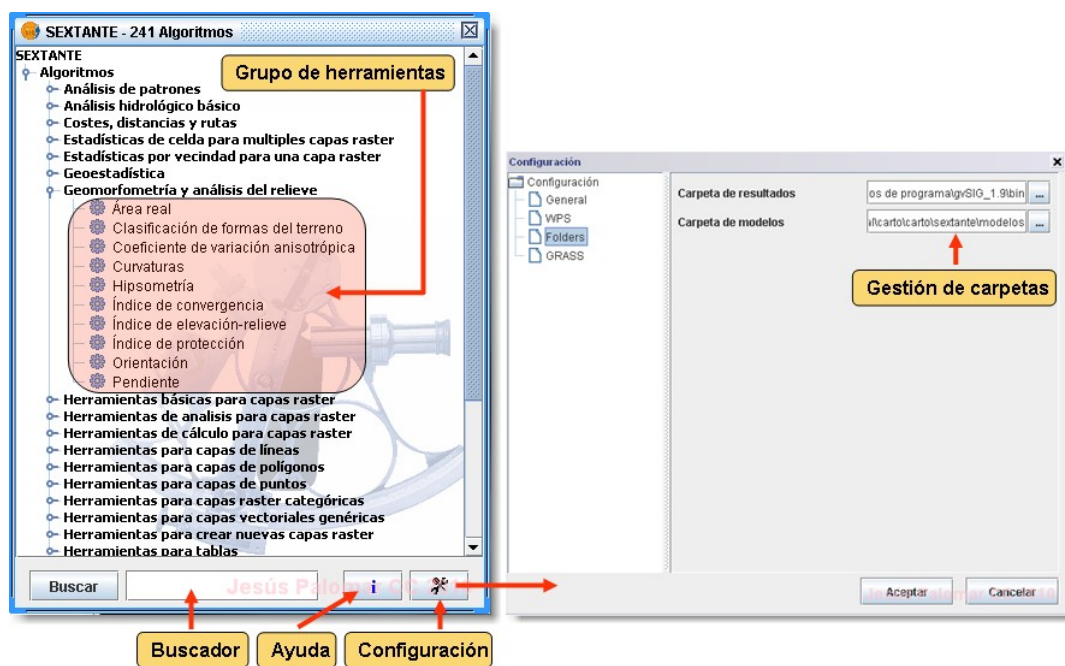 SEXTANTE - 241 Algoritmos
SEXTANTE
Algoritmos
Grupo de herramientas
Análisis de patrones
Análisis hidrológico básico
Costes, distancias y rutas
Estadísticas de celda para multiples capas raster
Estadísticas por vecindad para una capa raster
Geoestadística
Geomorfometría y análisis del relieve
Área real
Clasificación de formas del terreno
Coeficiente de variación anisotrópica
Curvaturas
Hipsometría
Índice de convergencia
Índice de elevación-relieve
Índice de protección
Orientación
Pendiente
Herramientas básicas para capas raster
Herramientas de analisis para capas raster
Herramientas de cálculo para capas raster
Herramientas para capas de líneas
Herramientas para capas de polígonos
Herramientas para capas de puntos
Herramientas para capas raster categóricas
Herramientas para capas vectoriales genéricas
Herramientas para crear nuevas capas raster
Herramientas para tablas
Buscar
i
Jesús Palomar CC
Buscador
Ayuda
Configuración
Configuración
Configuración
General
WPS
Folders
GRASS
Carpeta de resultados
os de programa\gvSIG_1.9\bin
...
Carpeta de modelos
\carto\carto\sextante\modelos
...
Gestión de carpetas
Aceptar
Cancelar